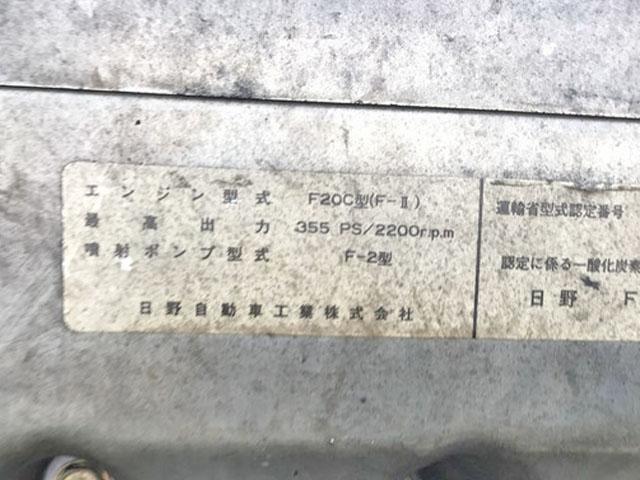 エンジン型式 F20C型(F-Ⅱ)
最高出力 355 PS/2200r.p.m
噴射ポンプ型式 F-2型
日野自動車工業株式会社
運輸省型式認定番号
認定に係る一酸化炭素
日野 F